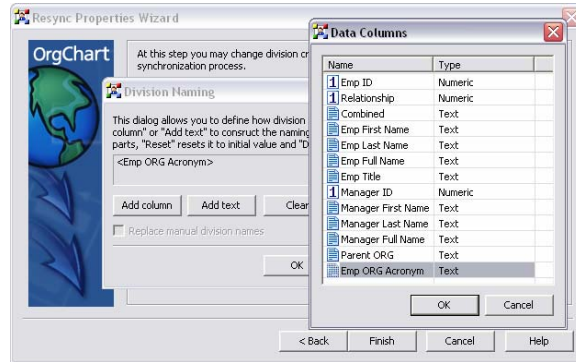 Resync Properties Wizard
OrgChart
At this step you may change division cr
synchronization process.
Division Naming
This dialog allows you to define how division
column" or "Add text" to consruct the naming
parts, "Reset" resets it to initial value and "D
<Emp ORG Acronym>
Add column Add text Clear
Replace manual division names
OK
Data Columns
Name Type
1 Emp ID Numeric
1 Relationship Numeric
Combined Text
Emp First Name Text
Emp Last Name Text
Emp Full Name Text
Emp Title Text
1 Manager ID Numeric
Manager First Name Text
Manager Last Name Text
Manager Full Name Text
Parent ORG Text
Emp ORG Acronym Text
OK Cancel
< Back Finish Cancel Help